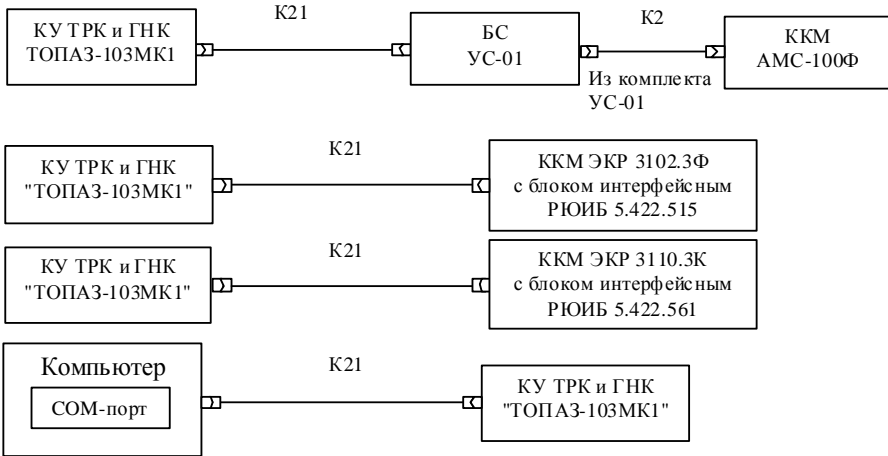 К21
К2
КУ ТРК и ГНК
ТОПАЗ-103МК1
БС
УС-01
ККМ
АМС-100Ф
Из комплекта
УС-01
К21
КУ ТРК и ГНК
"ТОПАЗ-103МК1"
ККМ ЭКР 3102.3Ф
с блоком интерфейсным
РЮИБ 5.422.515
К21
КУ ТРК и ГНК
"ТОПАЗ-103МК1"
ККМ ЭКР 3110.3К
с блоком интерфейсным
РЮИБ 5.422.561
Компьютер
COM-порт
К21
КУ ТРК и ГНК
"ТОПАЗ-103МК1"